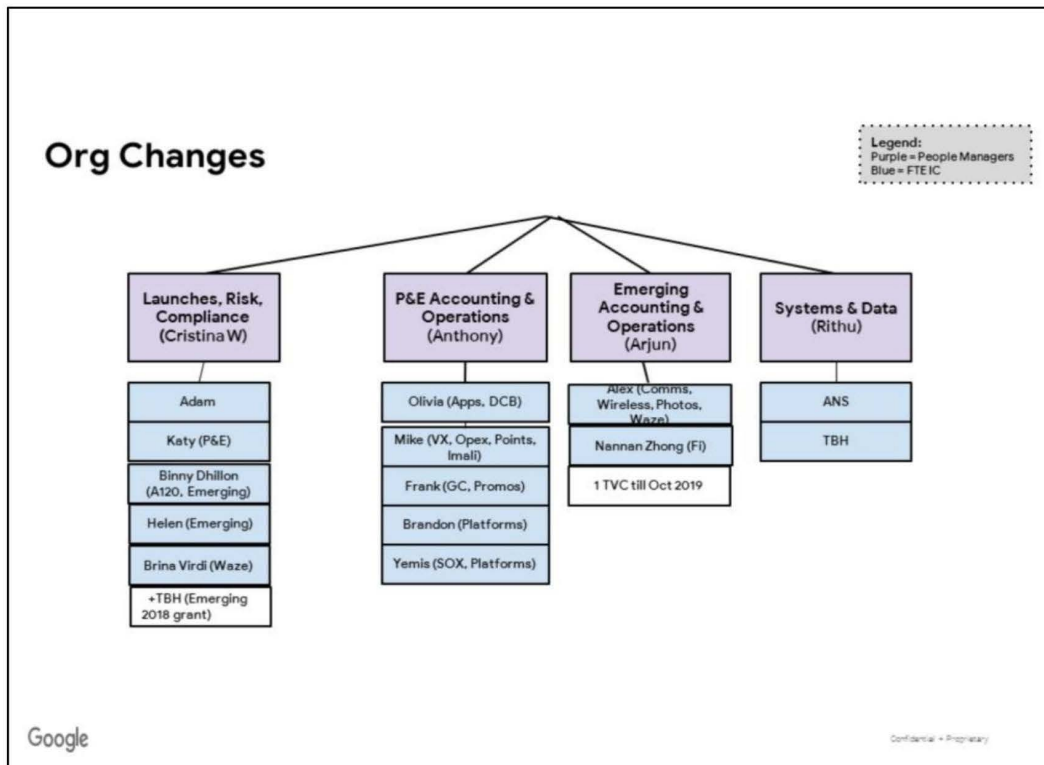 Org Changes
Legend:
Purple = People Managers
Blue = FTE IC
Launches, Risk,
Compliance
(Cristina W)
Adam
Katy (P&E)
Binny Dhillon
(A120, Emerging)
Helen (Emerging)
Brina Virdi (Waze)
+TBH (Emerging
2018 grant)
P&E Accounting &
Operations
(Anthony)
Olivia (Apps, DCB)
Mike (VX, Opex, Points,
Imali)
Frank (GC, Promos)
Brandon (Platforms)
Yemis (SOX, Platforms)
Emerging
Accounting &
Operations
(Arjun)
Alex (Comms,
Wireless, Photos,
Waze)
Nannan Zhong (Fi)
1 TVC till Oct 2019
Systems & Data
(Rithu)
ANS
TBH
Google
Confidential + Proprietary